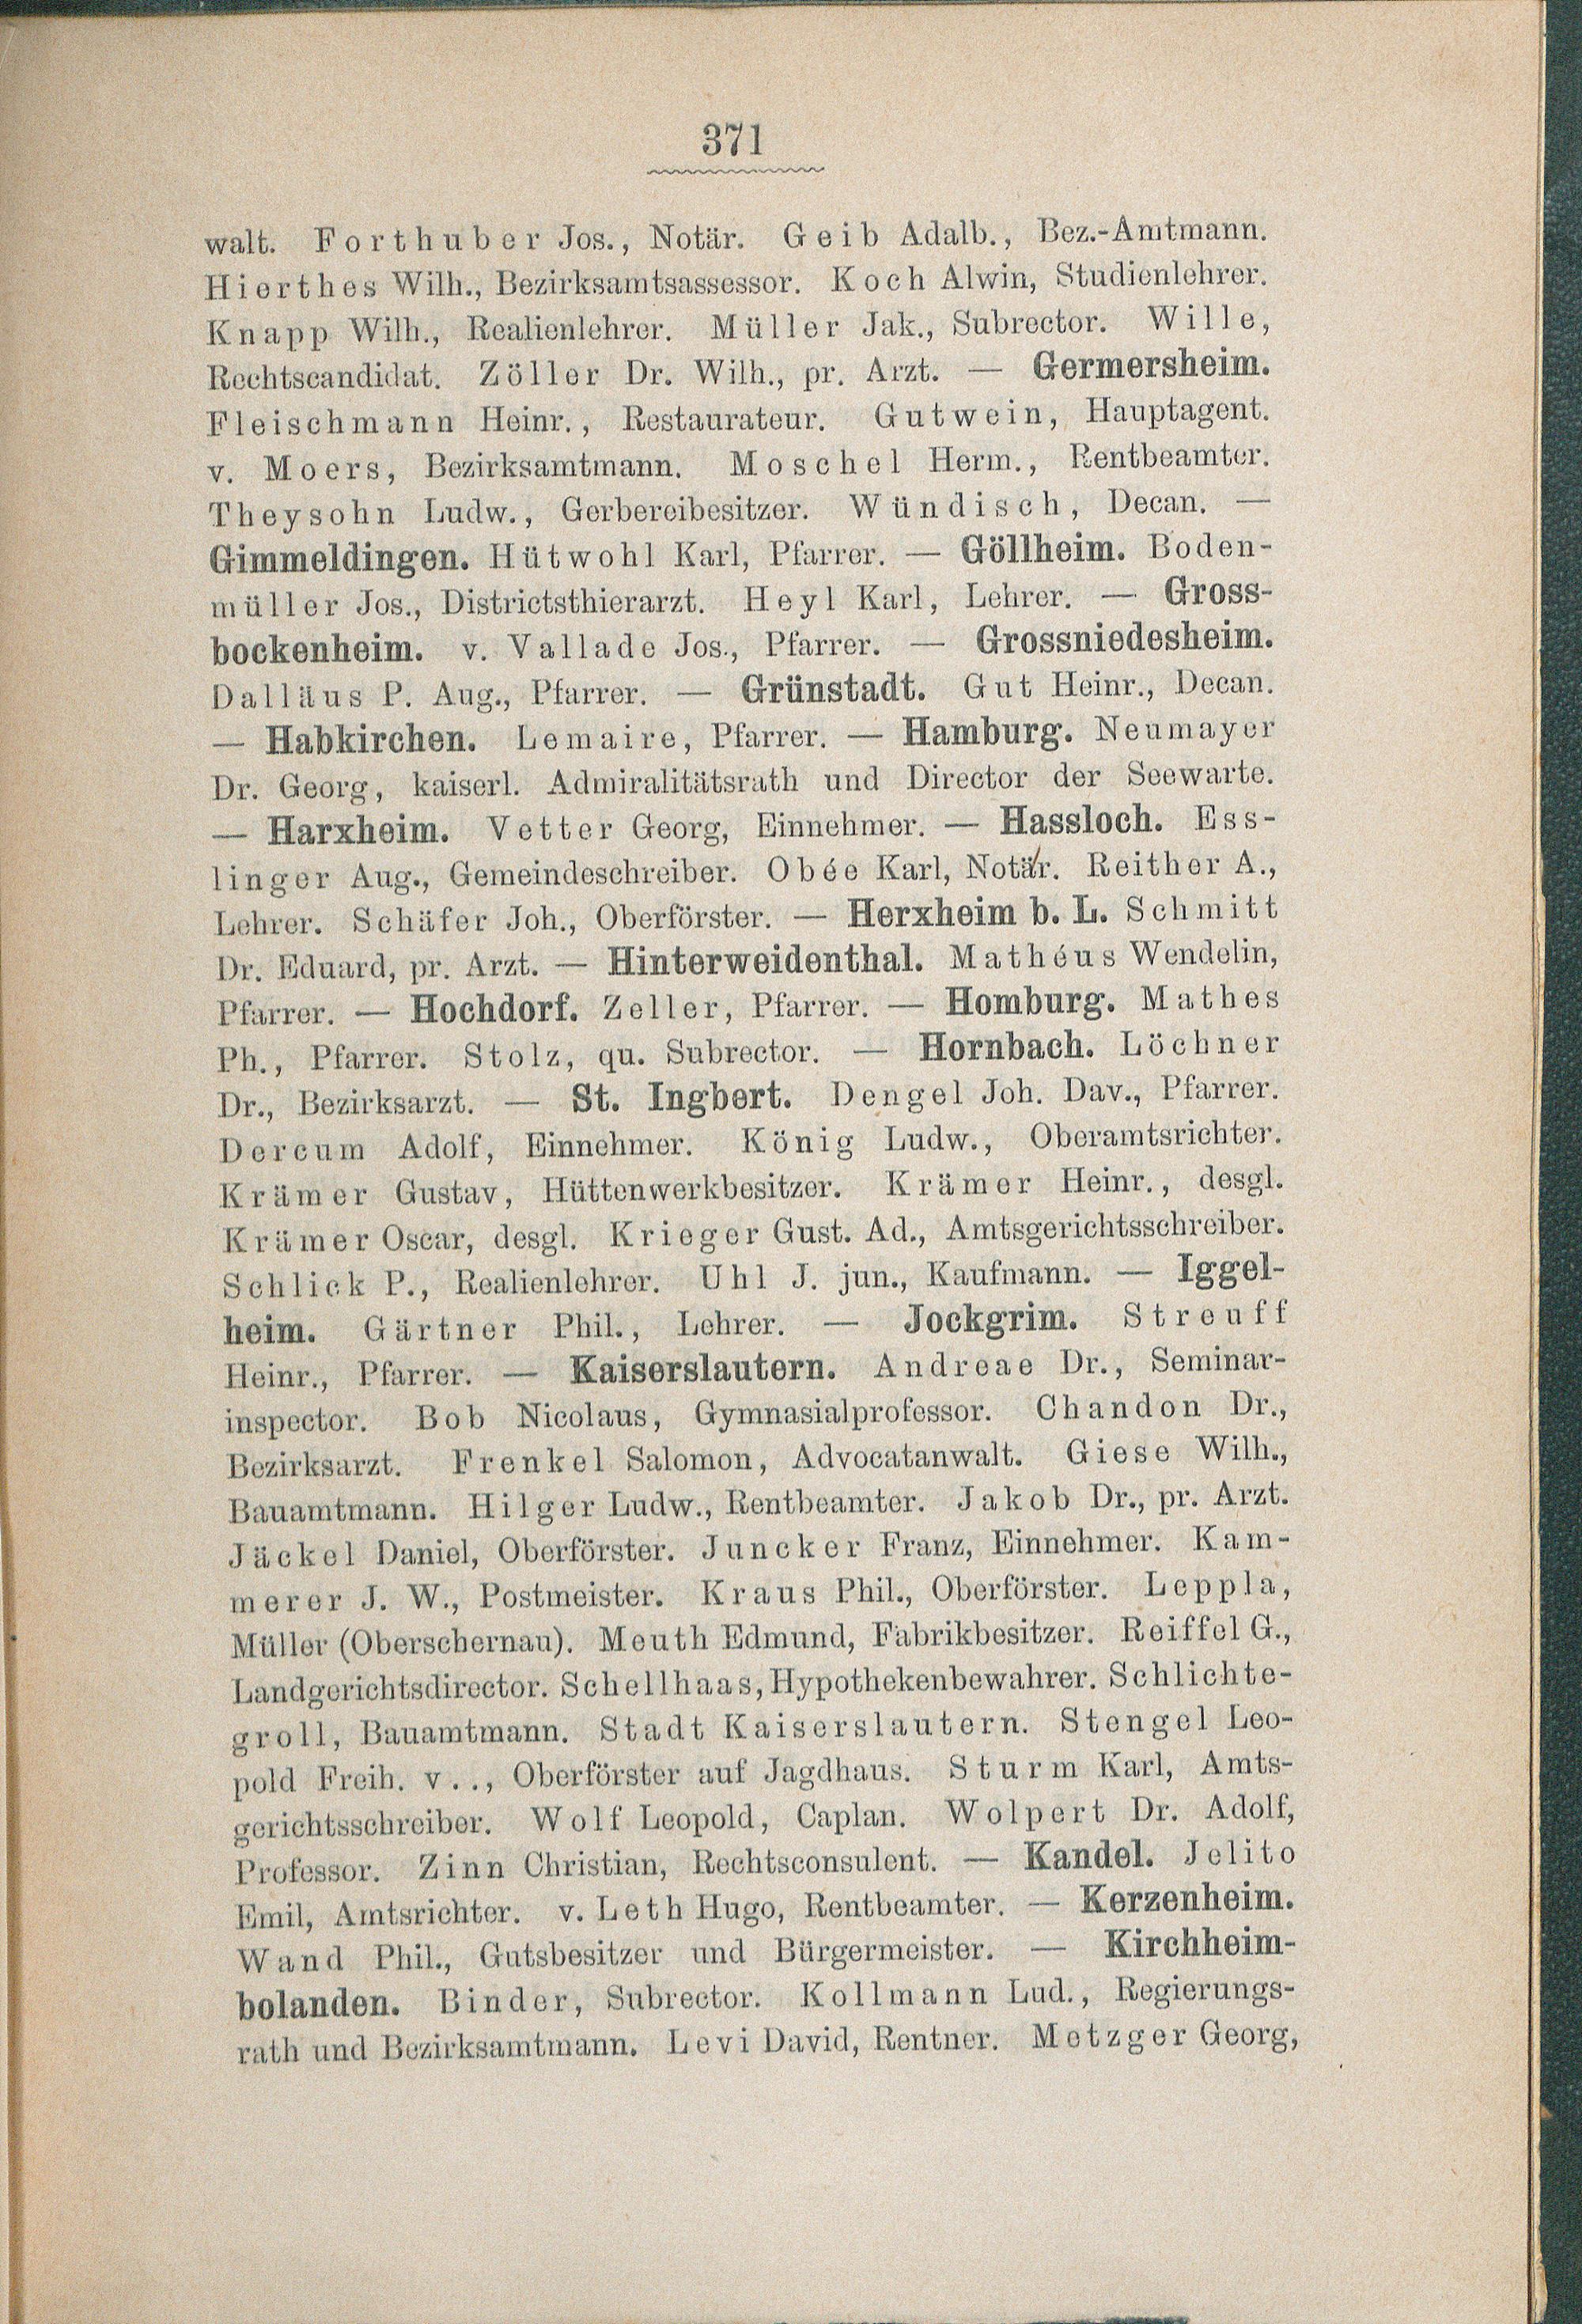 371
walt. Forthuber Jos., Notär. Geib Adalb., Bez.-Amtmann.
Hierthes Wilh., Bezirksamtsassessor. Koch Alwin, Studienlehrer.
Knapp Wilh., Realienlehrer. Müller Jak., Subrector. Wille,
Rechtscandidat. Zöller Dr. Wilh., pr. Arzt. — Germersheim.
Fleischmann Heinr., Restaurateur. Gutwein, Hauptagent.
v. Moers, Bezirksamtmann. Moschel Herm., Rentbeamter.
Theysohn Ludw., Gerbereibesitzer. Wündisch, Decan. —
Gimmeldingen. Hütwohl Karl, Pfarrer. — Göllheim. Boden-
müller Jos., Districtsthierarzt. Heyl Karl, Lehrer. — Gross-
bockenheim. v. Vallade Jos., Pfarrer. — Grossniedesheim.
Dalläus P. Aug., Pfarrer. — Grünstadt. Gut Heinr., Decan.
— Habkirchen. Lemaire, Pfarrer. — Hamburg. Neumayer
Dr. Georg, kaiserl. Admiralitätsrath und Director der Seewarte.
— Harxheim. Vetter Georg, Einnehmer. — Hassloch. Ess-
linger Aug., Gemeindeschreiber. Obée Karl, Notär. Reither A.,
Lehrer. Schäfer Joh., Oberförster. — Herxheim b. L. Schmitt
Dr. Eduard, pr. Arzt. — Hinterweidenthal. Mathéus Wendelin,
Pfarrer. — Hochdorf. Zeller, Pfarrer. — Homburg. Mathes
Ph., Pfarrer. Stolz, qu. Subrector. — Hornbach. Löchner
Dr., Bezirksarzt. — St. Ingbert. Dengel Joh. Dav., Pfarrer.
Dercum Adolf, Einnehmer. König Ludw., Oberamtsrichter.
Krämer Gustav, Hüttenwerkbesitzer. Krämer Heinr., desgl.
Krämer Oscar, desgl. Krieger Gust. Ad., Amtsgerichtsschreiber.
Schlick P., Realienlehrer. Uhl J. jun., Kaufmann. — Iggel-
heim. Gärtner Phil., Lehrer. — Jockgrim. Streuff
Heinr., Pfarrer. — Kaiserslautern. Andreae Dr., Seminar-
inspector. Bob Nicolaus, Gymnasialprofessor. Chandon Dr.,
Bezirksarzt. Frenkel Salomon, Advocatanwalt. Giese Wilh.,
Bauamtmann. Hilger Ludw., Rentbeamter. Jakob Dr., pr. Arzt.
Jäckel Daniel, Oberförster. Juncker Franz, Einnehmer. Kam-
merer J. W., Postmeister. Kraus Phil., Oberförster. Leppla,
Müller (Oberschernau). Meuth Edmund, Fabrikbesitzer. Reiffel G.,
Landgerichtsdirector. Schellhaas, Hypothekenbewahrer. Schlichte-
groll, Bauamtmann. Stadt Kaiserslautern. Stengel Leo-
pold Freih. v.., Oberförster auf Jagdhaus. Sturm Karl, Amts-
gerichtsschreiber. Wolf Leopold, Caplan. Wolpert Dr. Adolf,
Professor. Zinn Christian, Rechtsconsulent. — Kandel. Jelito
Emil, Amtsrichter. v. Leth Hugo, Rentbeamter. — Kerzenheim.
Wand Phil., Gutsbesitzer und Bürgermeister. — Kirchheim-
bolanden. Binder, Subrector. Kollmann Lud., Regierungs-
rath und Bezirksamtmann. Levi David, Rentner. Metzger Georg,